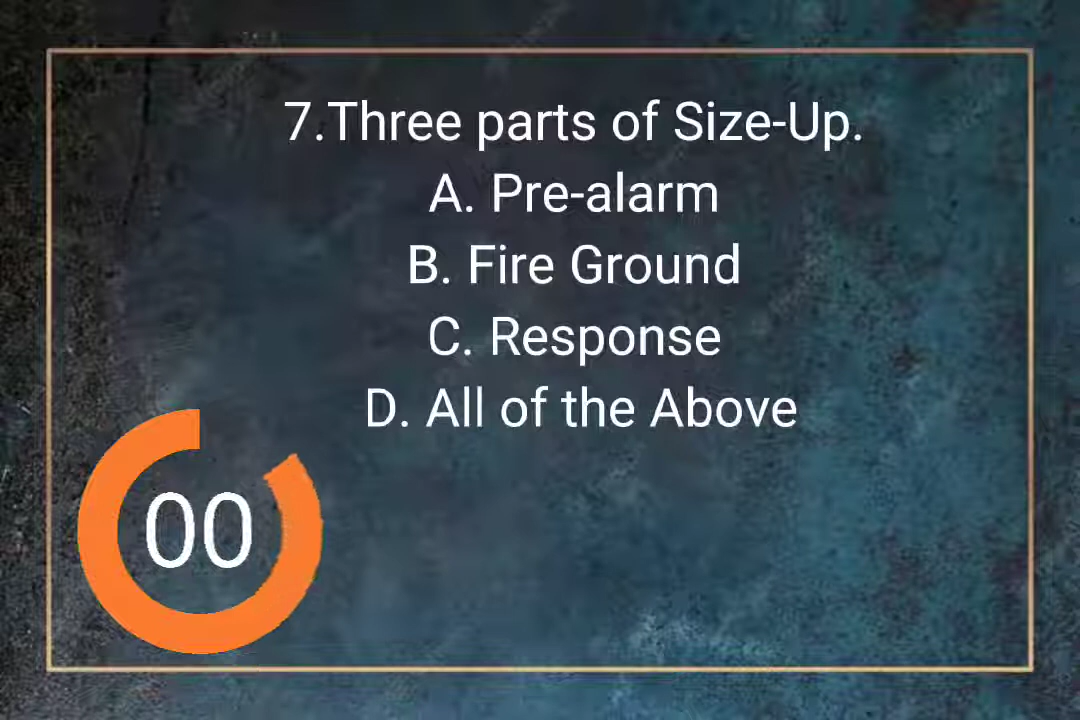 7.Three parts of Size-Up.
A. Pre-alarm
B. Fire Ground
C. Response
D. All of the Above
00